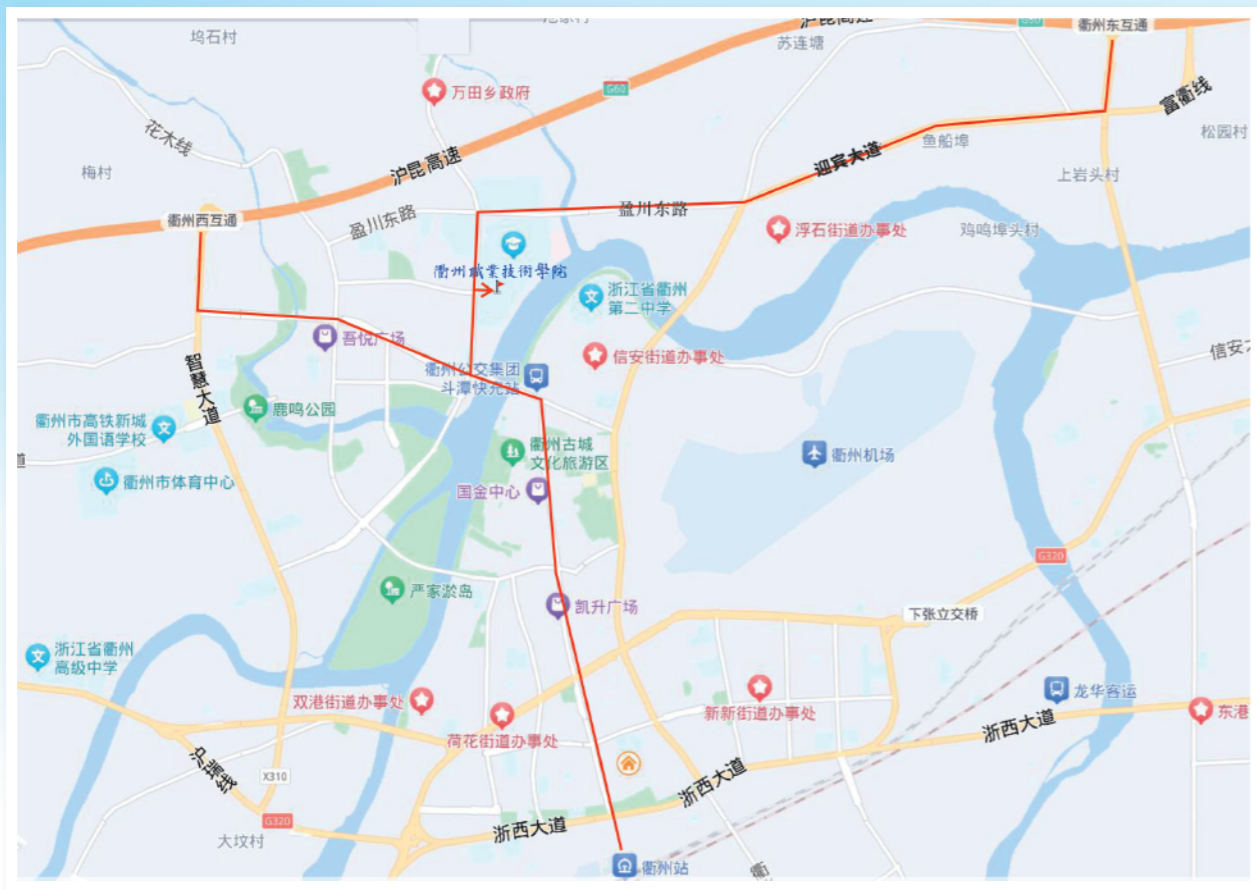 坞石村
沪昆高速
G60
衢州东互通
苏连塘
万田乡政府
G60
富衢线
松园村
花木线
沪昆高速
迎宾大道
鱼船埠
梅村
上岩头村
衢州西互通
盈川东路
盈川东路
浮石街道办事处
鸡鸣埠头村
衢州职業技術學院
浙江省衢州
第二中学
吾悦广场
信安街道办事处
信安大
智慧大道
衢州公交集团
斗潭快充站
鹿鸣公园
衢州市高铁新城
外国语学校
道
衢州古城
文化旅游区
衢州机场
衢州市体育中心
国金中心
G320
严家淤岛
凯升广场
下张立交桥
浙江省衢州
高级中学
双港街道办事处
新新街道办事处
龙华客运
东港
荷花街道办事处
浙西大道
沪瑞线
X310
浙西大道
G320
浙西大道
大坟村
衢州站
衢